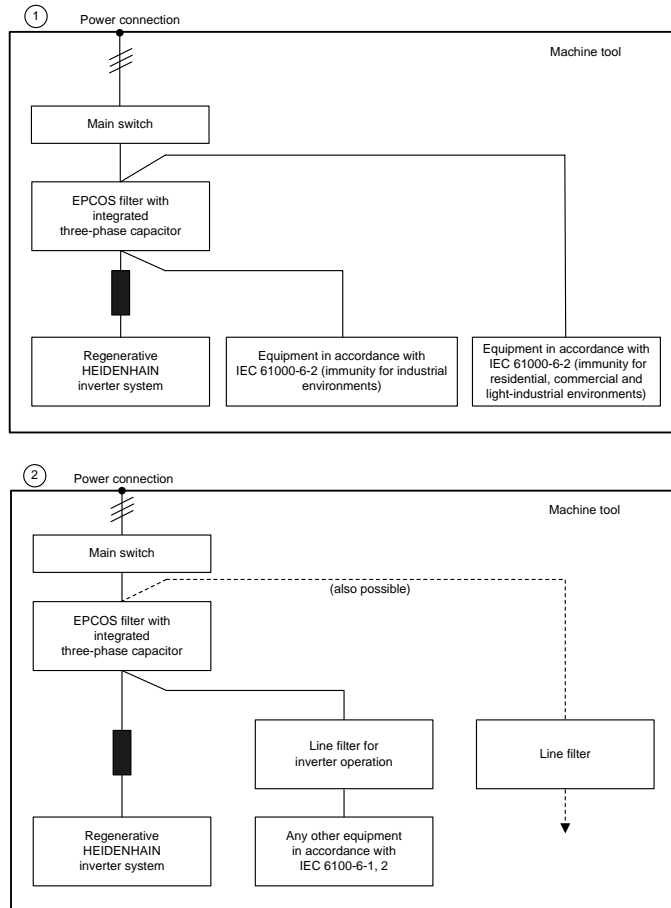 1
Power connection
Machine tool
Main switch
EPCOS filter with
integrated
three-phase capacitor
Regenerative
HEIDENHAIN
inverter system
Equipment in accordance with
IEC 61000-6-2 (immunity for industrial
environments)
Equipment in accordance with
IEC 61000-6-2 (immunity for
residential, commercial and
light-industrial environments)
2
Power connection
Machine tool
Main switch
(also possible)
EPCOS filter with
integrated
three-phase capacitor
Line filter for
inverter operation
Line filter
Regenerative
HEIDENHAIN
inverter system
Any other equipment
in accordance with
IEC 6100-6-1, 2